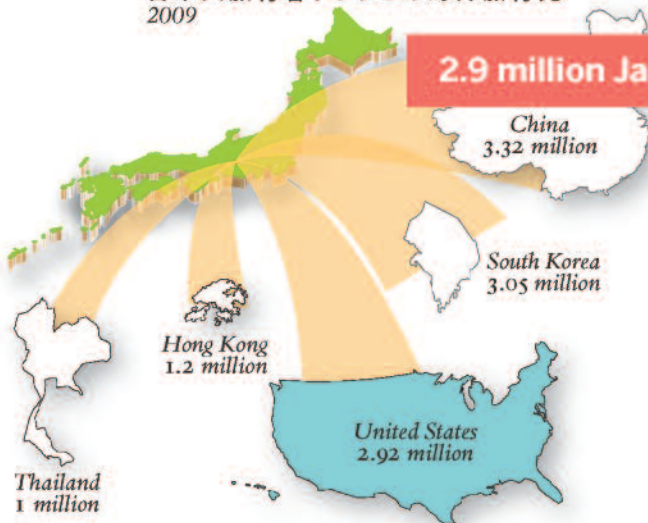 2009
2.9 million Ja
China
3.32 million
South Korea
3.05 million
Hong Kong
1.2 million
United States
2.92 million
Thailand
1 million